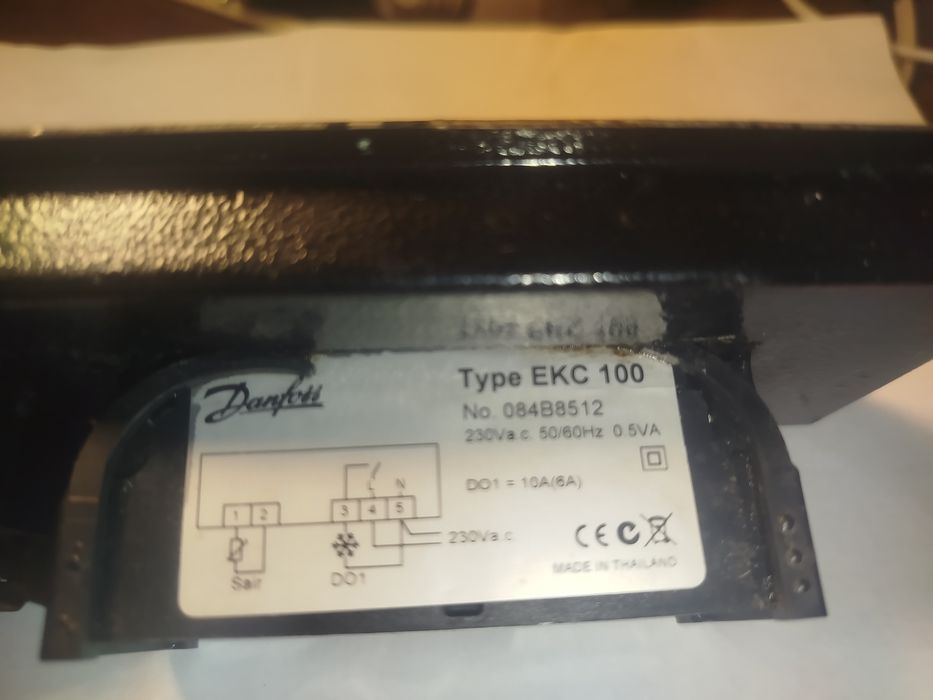 Danfoss
Type EKC 100
No. 084B8512
230Va.c. 50/60Hz 0.5VA
DO1 = 10A(6A)
L N
1 2 3 4 5
230Va.c.
Sair
DO1
CE
MADE IN THAILAND